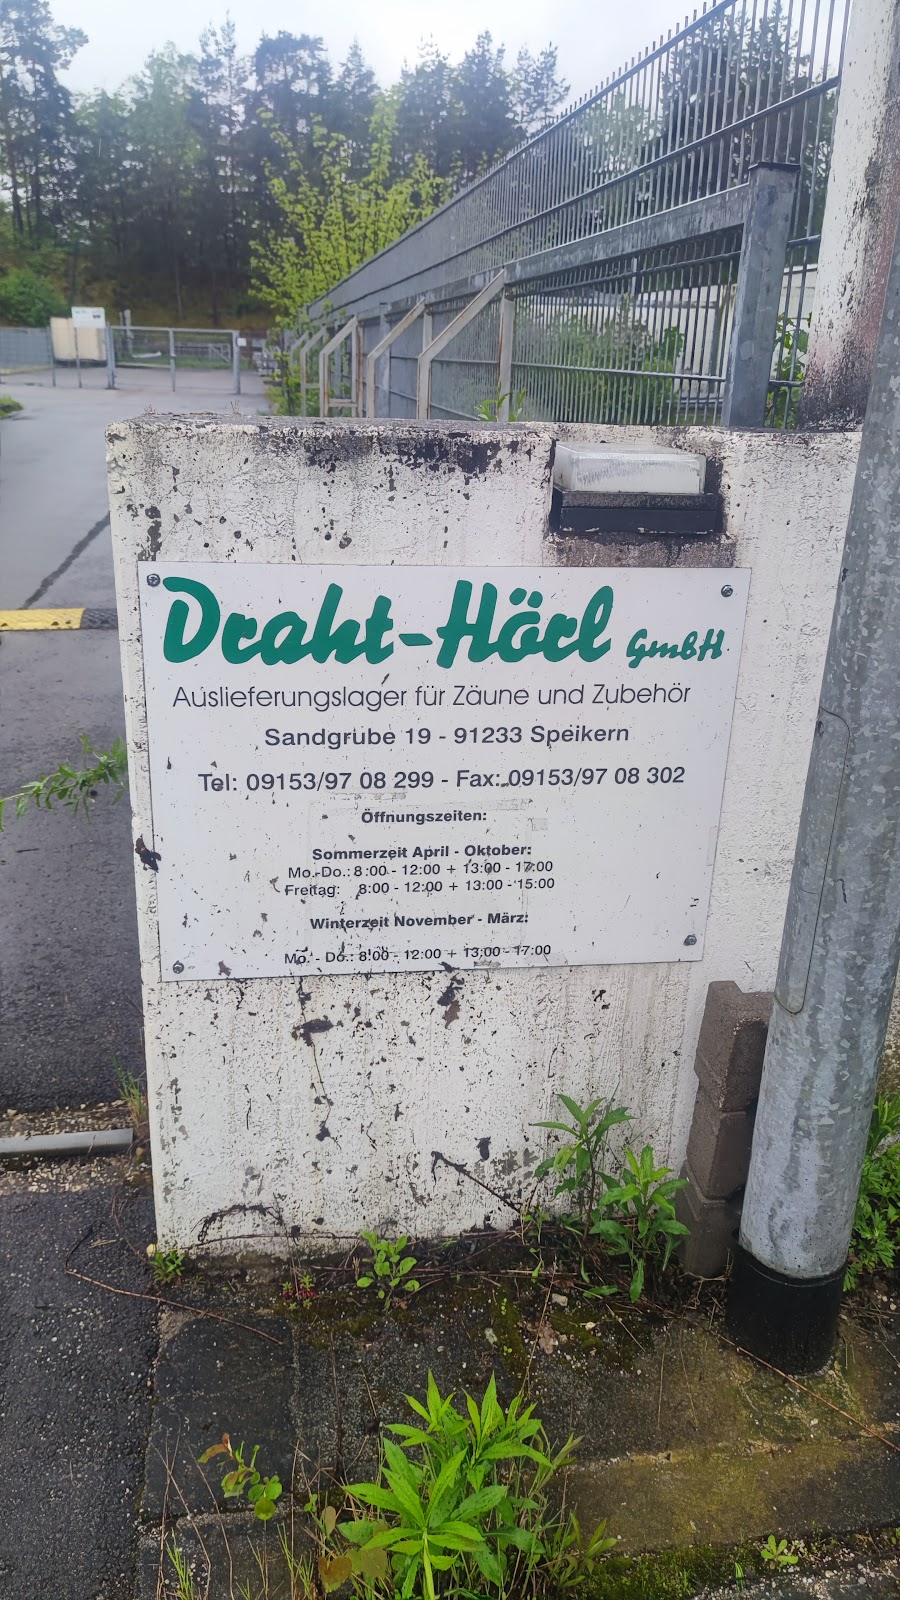 Draht-Hörl GmbH
Auslieferungslager für Zäune und Zubehör
Sandgrube 19 - 91233 Speikern
Tel: 09153/97 08 299 - Fax: 09153/97 08 302
Öffnungszeiten:
Sommerzeit April - Oktober:
Mo.-Do.: 8:00 - 12:00 + 13:00 - 17:00
Freitag: 8:00 - 12:00 + 13:00 - 15:00
Winterzeit November - März:
Mo. - Do.: 8:00 - 12:00 + 13:00 - 17:00